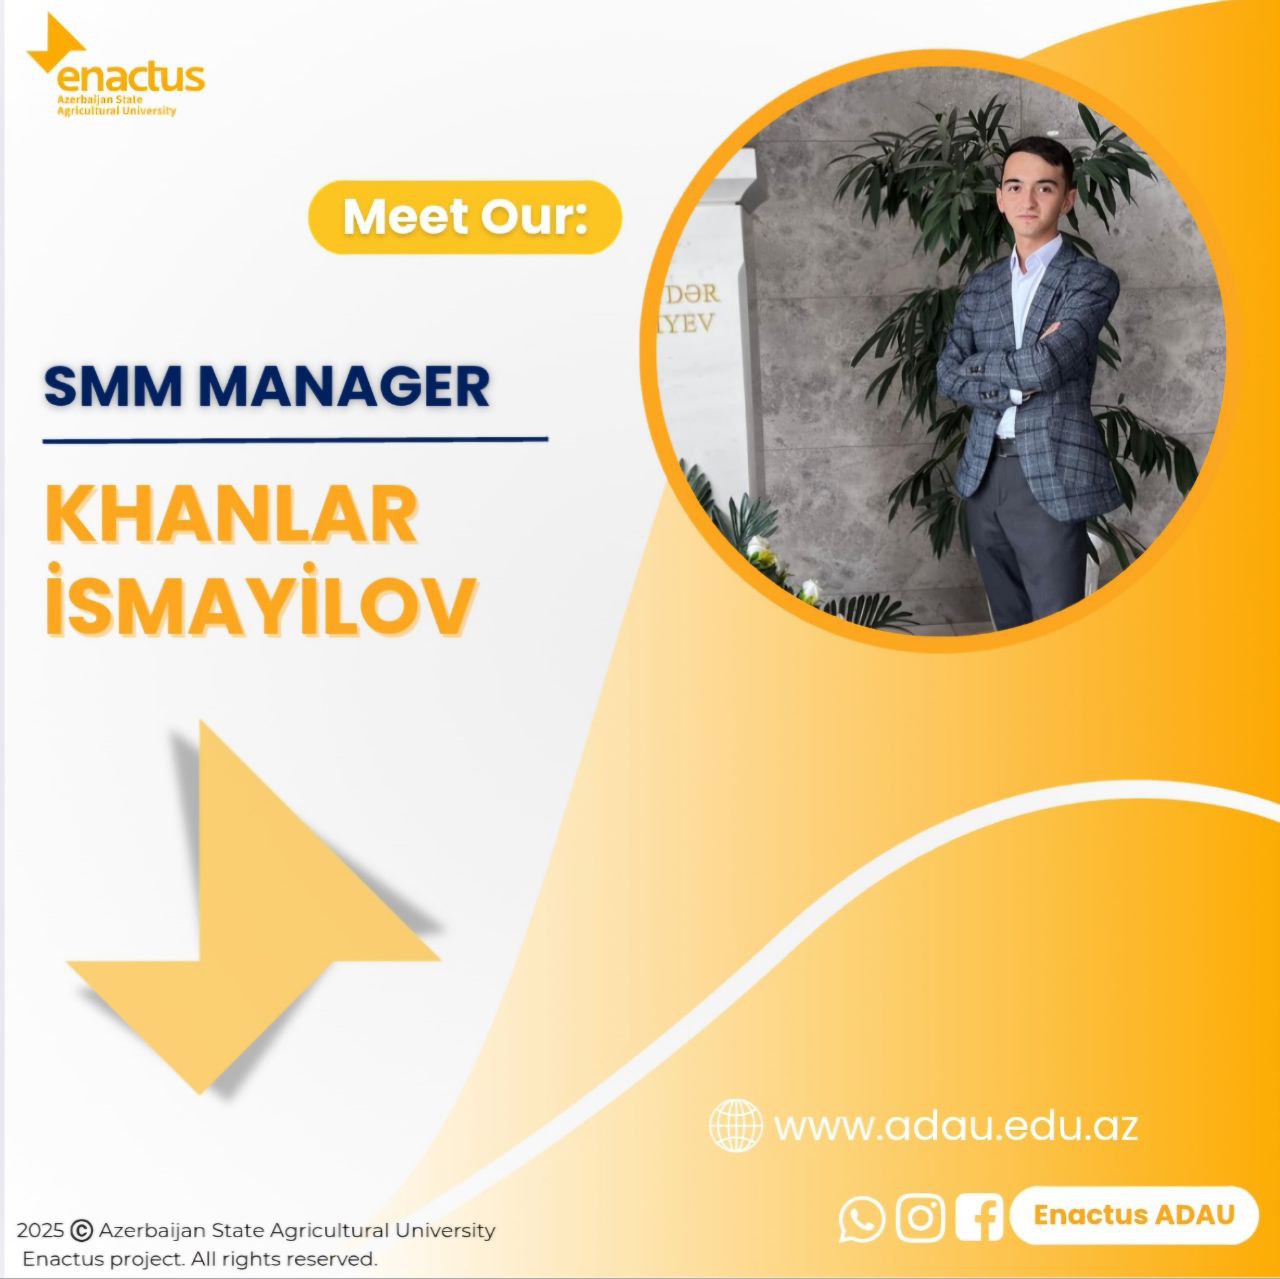 enactus
Azerbaijan State
Agricultural University
Meet Our:
DƏR
IYEV
SMM MANAGER
KHANLAR
İSMAYİLOV
www.adau.edu.az
Enactus ADAU
2025 © Azerbaijan State Agricultural University
Enactus project. All rights reserved.